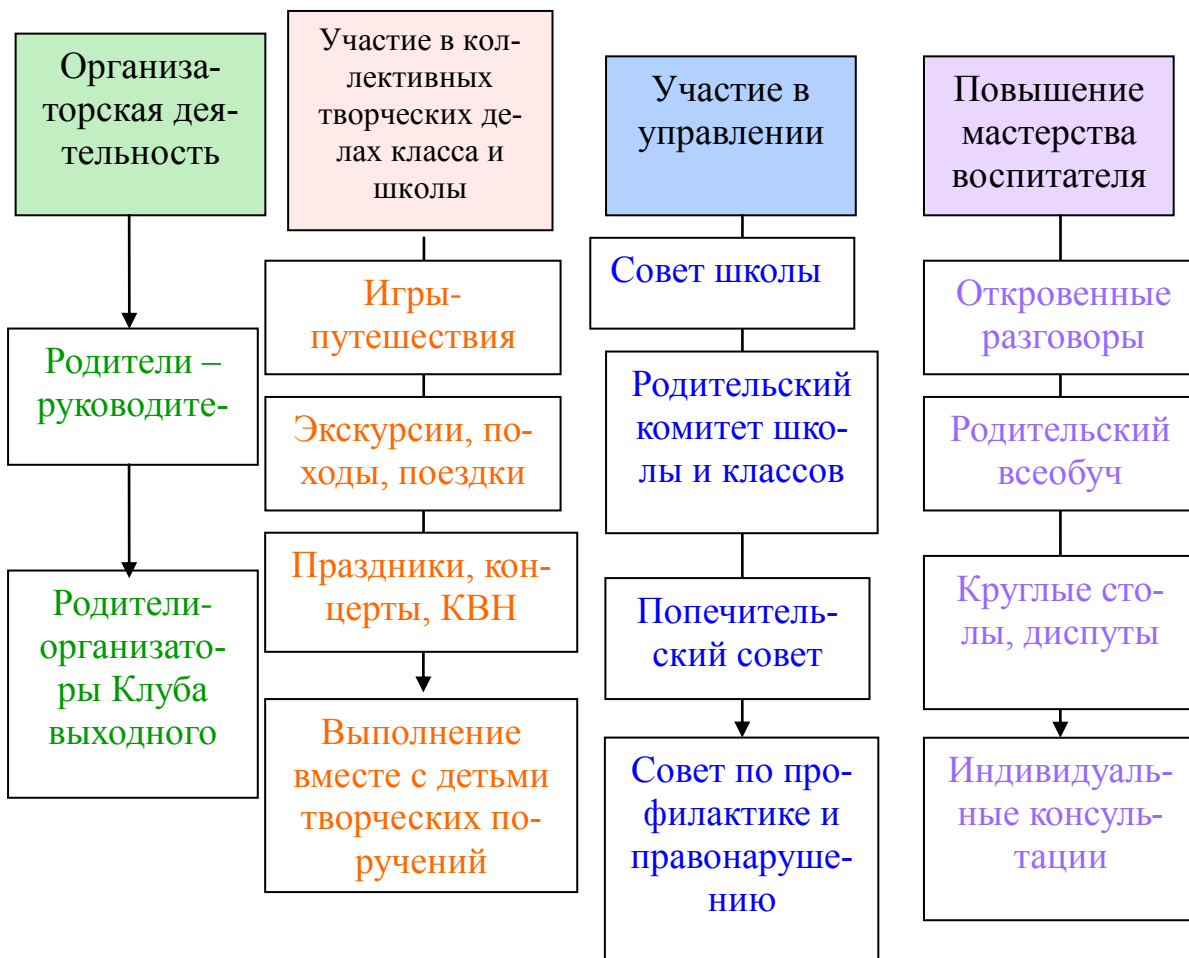 Организа-
торская дея-
тельность
Родители –
руководите-
Родители-
организато-
ры Клуба
выходного
Участие в кол-
лективных
творческих де-
лах класса и
школы
Игры-
путешествия
Экскурсии, по-
ходы, поездки
Праздники, кон-
церты, КВН
Выполнение
вместе с детьми
творческих по-
ручений
Участие в
управлении
Совет школы
Родительский
комитет шко-
лы и классов
Попечитель-
ский совет
Совет по про-
филактике и
правонаруше-
нию
Повышение
мастерства
воспитателя
Откровенные
разговоры
Родительский
всеобуч
Круглые сто-
лы, диспуты
Индивидуаль-
ные консуль-
тации